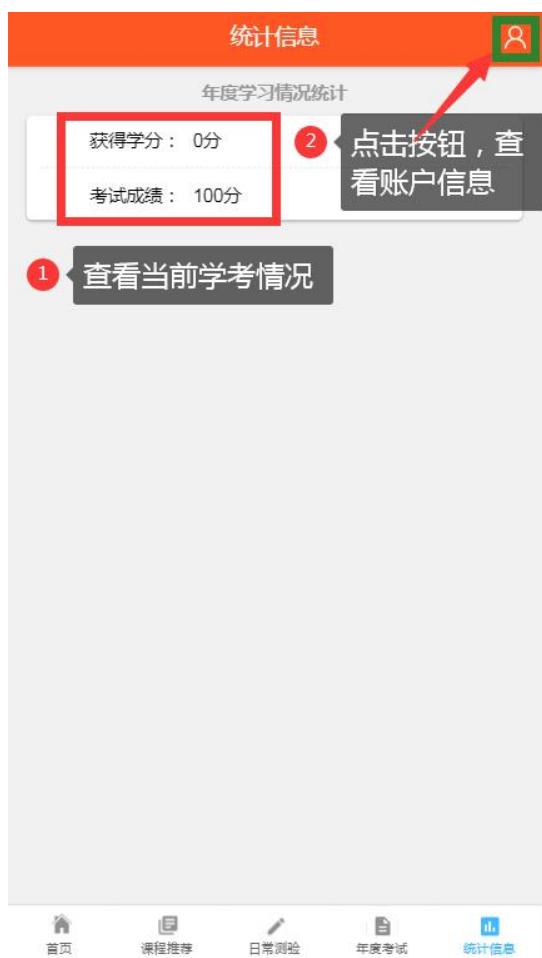 统计信息
年度学习情况统计
获得学分： 0分
考试成绩： 100分
2
点击按钮，查
看账户信息
1
查看当前学考情况
首页
课程推荐
日常测验
年度考试
统计信息